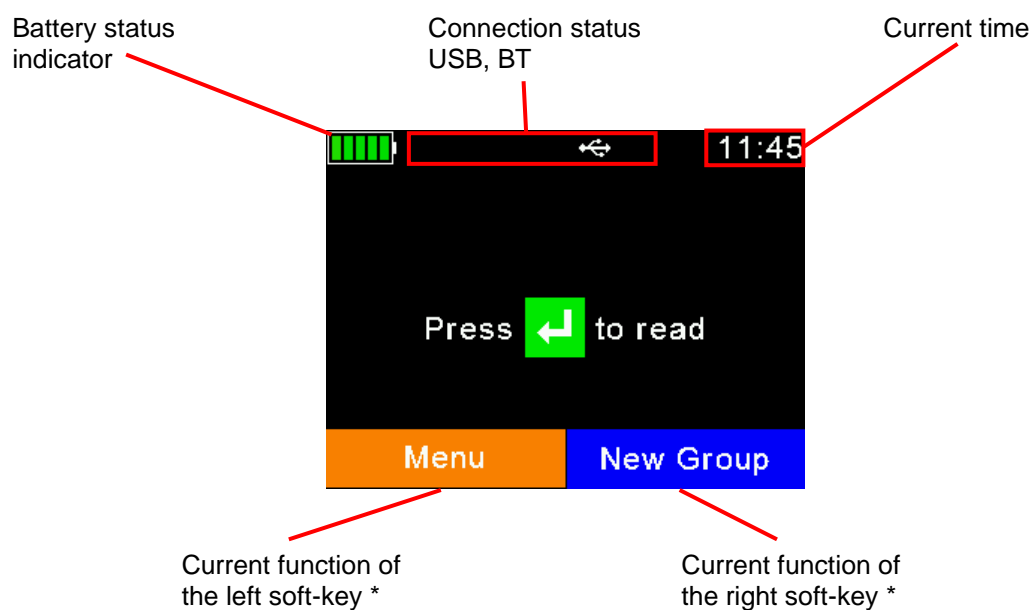 Battery status
indicator
Connection status
USB, BT
Current time
11:45
Press to read
Menu
New Group
Current function of
the left soft-key *
Current function of
the right soft-key *